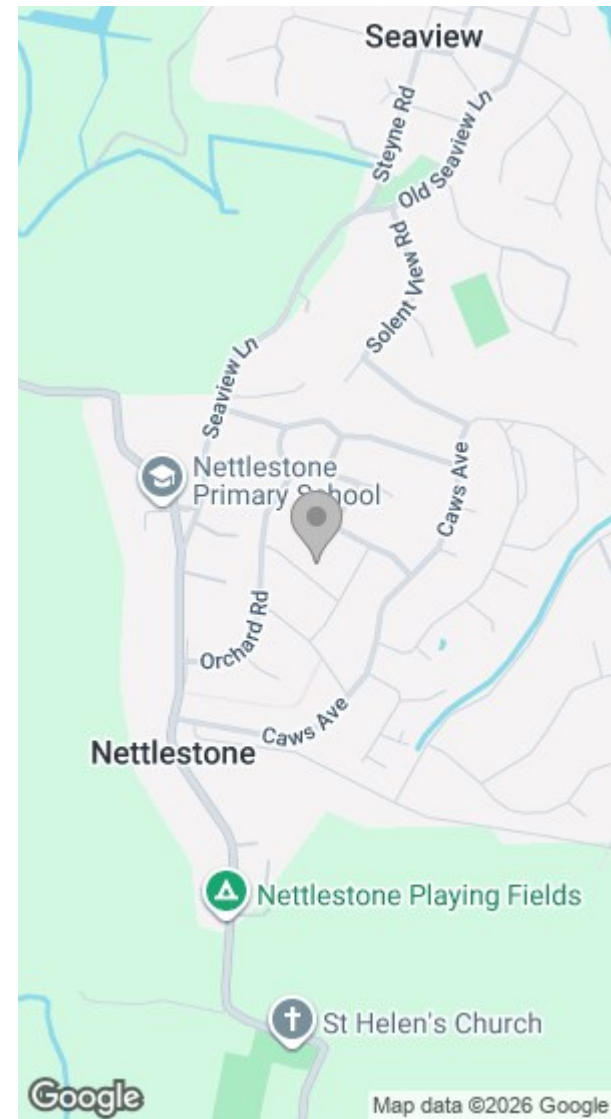 Seaview
Steyne Rd
Old Seaview Ln
Solent View Rd
Seaview Ln
Caws Ave
Nettlestone
Primary School
Orchard Rd
Caws Ave
Nettlestone
Nettlestone Playing Fields
St Helen's Church
Google
Map data ©2026 Google